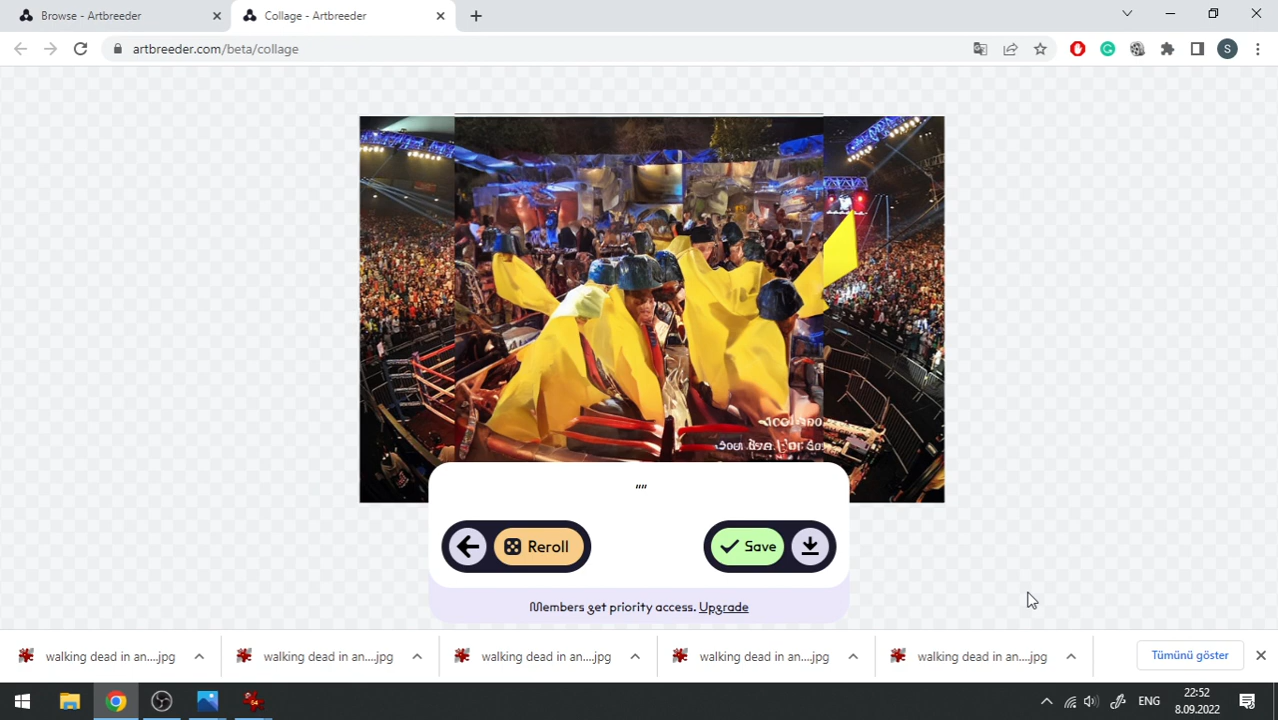 Browse - Artbreeder
Collage - Artbreeder
artbreeder.com/beta/collage
S
""
Reroll
Save
Members get priority access. Upgrade
walking dead in an....jpg
walking dead in an....jpg
walking dead in an....jpg
walking dead in an....jpg
walking dead in an....jpg
Tümünü göster
ENG
22:52
8.09.2022